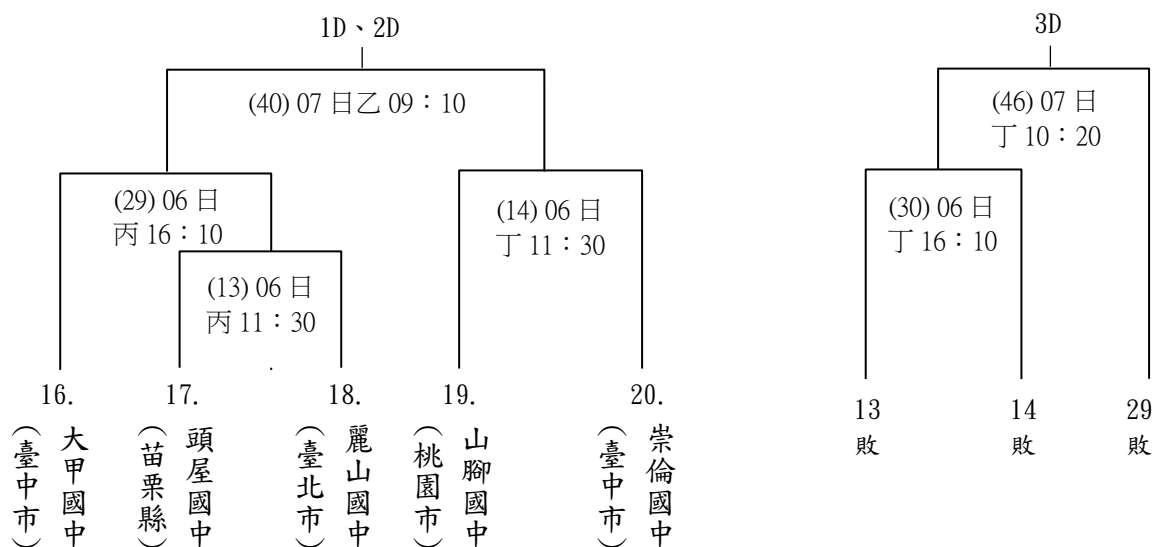 1D、2D
(40) 07 日乙 09：10
(29) 06 日
丙 16：10
(13) 06 日
丙 11：30
(14) 06 日
丁 11：30
16.
17.
18.
19.
20.
大甲國中
(臺中市)
頭屋國中
(苗栗縣)
麗山國中
(臺北市)
山腳國中
(桃園市)
崇倫國中
(臺中市)
3D
(46) 07 日
丁 10：20
(30) 06 日
丁 16：10
13
敗
14
敗
29
敗